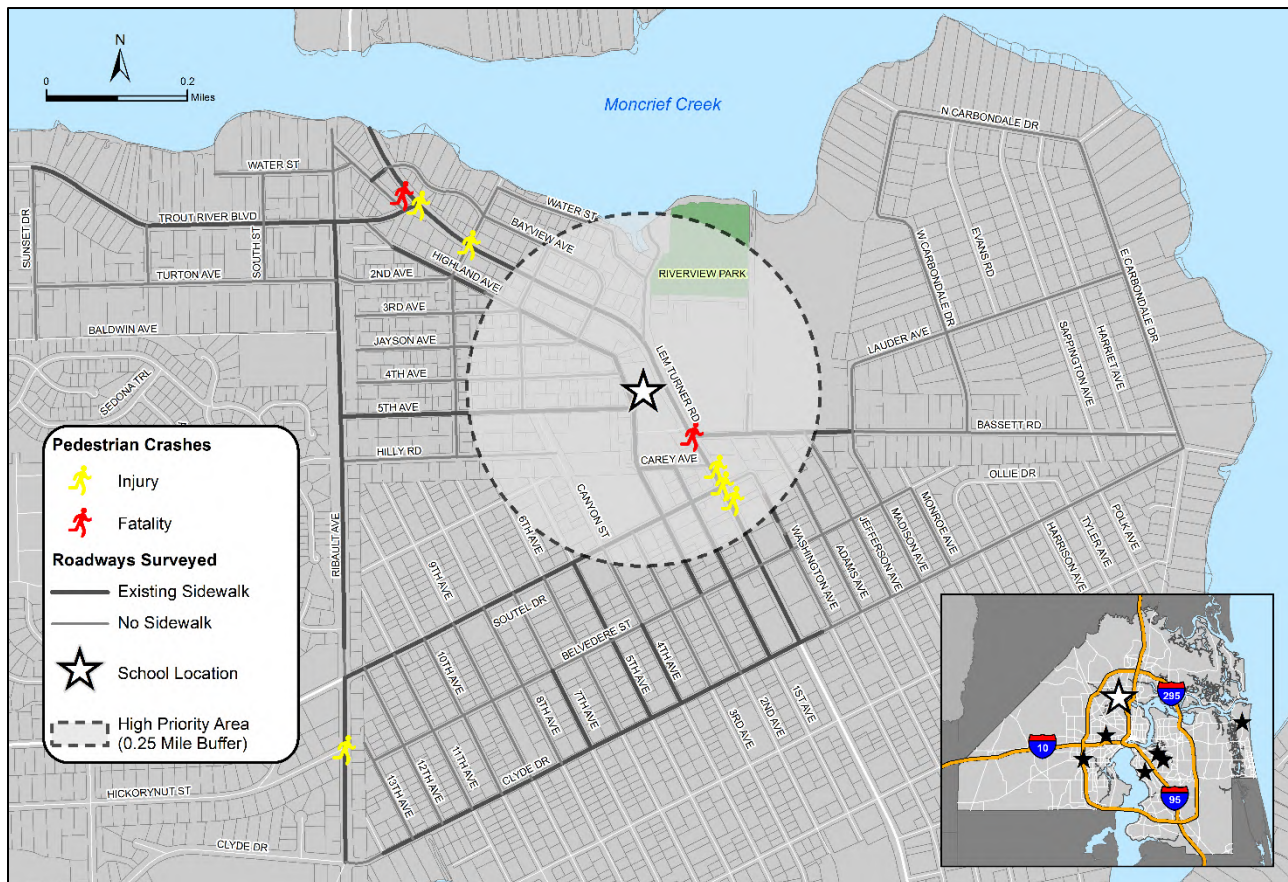 N
0
0.2
Miles
Moncrief Creek
N CARBONDALE DR
WATER ST
TROUT RIVER BLVD
SUNSET DR
SOUTH ST
TURTON AVE
BALDWIN AVE
SEDONA TRL
WATER ST
BAYVIEW AVE
HIGHLAND AVE
2ND AVE
3RD AVE
JAYSON AVE
4TH AVE
5TH AVE
HILLY RD
RIVERVIEW PARK
LEM TURNER RD
CAREY AVE
W CARBONDALE DR
EVANS RD
E CARBONDALE DR
LAUDER AVE
SAPPINGTON AVE
HARRIET AVE
BASSETT RD
OLLIE DR
MONROE AVE
MADISON AVE
JEFFERSON AVE
ADAMS AVE
WASHINGTON AVE
HARRISON AVE
TYLER AVE
POLK AVE
RIBAULT AVE
CANYON ST
6TH AVE
9TH AVE
SOUTEL DR
BELVEDERE ST
10TH AVE
11TH AVE
12TH AVE
13TH AVE
8TH AVE
7TH AVE
5TH AVE
4TH AVE
3RD AVE
2ND AVE
1ST AVE
CLYDE DR
HICKORYNUT ST
CLYDE DR
Pedestrian Crashes
Injury
Fatality
Roadways Surveyed
Existing Sidewalk
No Sidewalk
School Location
High Priority Area
(0.25 Mile Buffer)
295
10
95